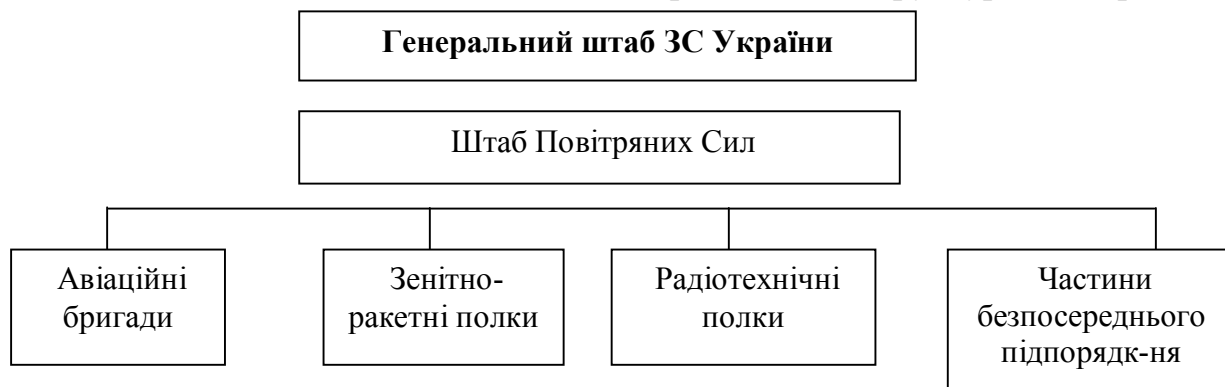 Генеральний штаб ЗС України
Штаб Повітряних Сил
Авіаційні
бригади
Зенітно-
ракетні полки
Радіотехнічні
полки
Частини
безпосереднього
підпорядк-ня